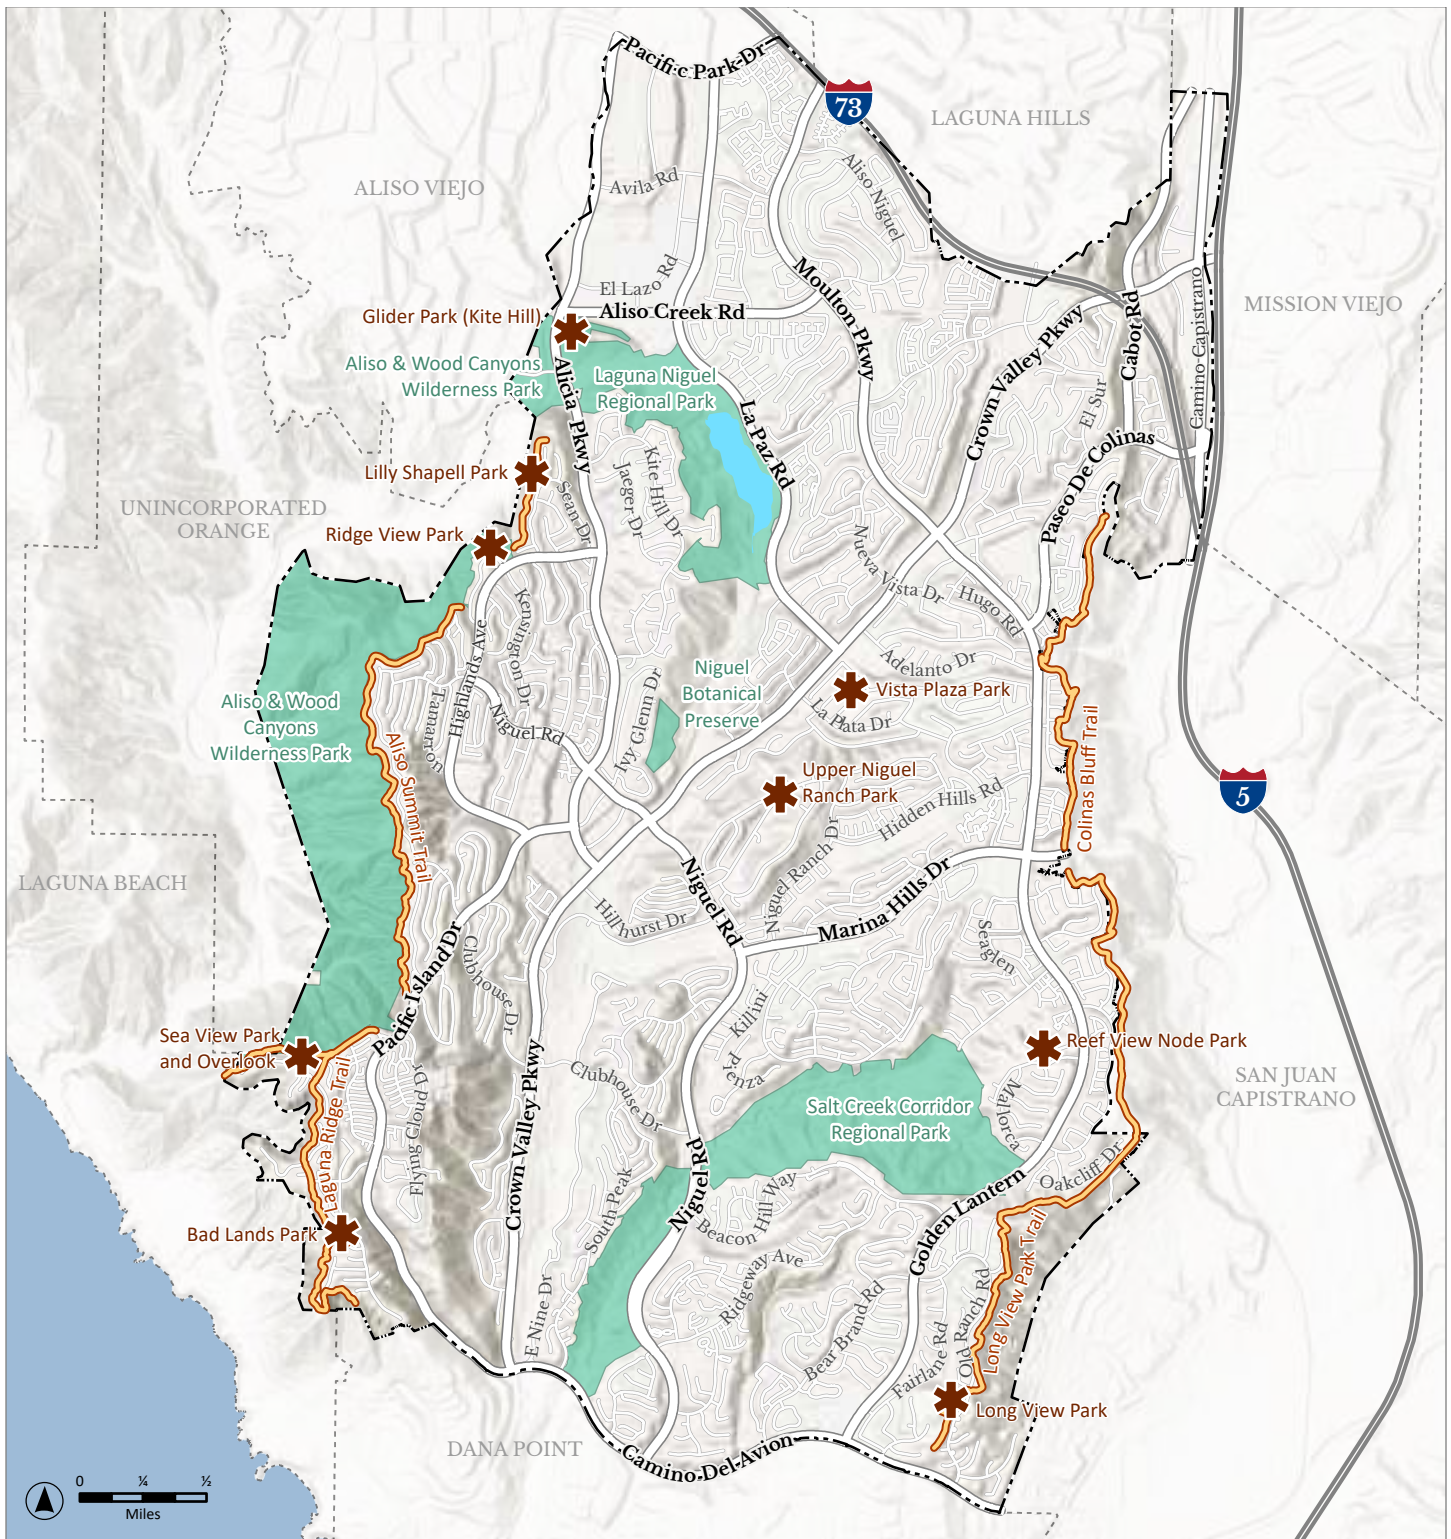 Pacific Park Dr
73
LAGUNA HILLS
Aliso Niguel
ALISO VIEJO
Avila Rd
El Lazo Rd
Aliso Creek Rd
Moulton Pkwy
Crown Valley Pkwy
Cabot Rd
Camino Capistrano
MISSION VIEJO
Glider Park (Kite Hill)
Aliso & Wood Canyons
Wilderness Park
Alicia Pkwy
Laguna Niguel
Regional Park
La Paz Rd
El Sur
Paseo De Colinas
Lilly Shapell Park
Sean Dr
Jaeger Dr
Kite Hill Dr
UNINCORPORATED
ORANGE
Ridge View Park
Nueva Vista Dr
Hugo Rd
Kensington Dr
Highlands Ave
Tamarron
Niguel Rd
Ivy Glenn Dr
Niguel
Botanical
Preserve
Adelanto Dr
Vista Plaza Park
La Plata Dr
Aliso & Wood
Canyons
Wilderness Park
Aliso Summit Trail
Upper Niguel
Ranch Park
Hidden Hills Rd
Colinas Bluff Trail
5
LAGUNA BEACH
Niguel Rd
Niguel Ranch Dr
Marina Hills Dr
Hillhurst Dr
Seaglen
Clubhouse Dr
Pacific Island Dr
Killini
Sea View Park
and Overlook
Laguna Ridge Trail
Flying Cloud Dr
Crown Valley Pkwy
Clubhouse Dr
Pienza
Reef View Node Park
Mallorca
SAN JUAN
CAPISTRANO
Salt Creek Corridor
Regional Park
Oakcliff Dr
Golden Lantern
Niguel Rd
South Peak
Beacon Hill Way
Bad Lands Park
Ridgeway Ave
Bear Brand Rd
E Nine Dr
Fairlane Rd
Old Ranch Rd
Long View Park Trail
Long View Park
DANA POINT
Camino Del Avion
0 ¼ ½
Miles